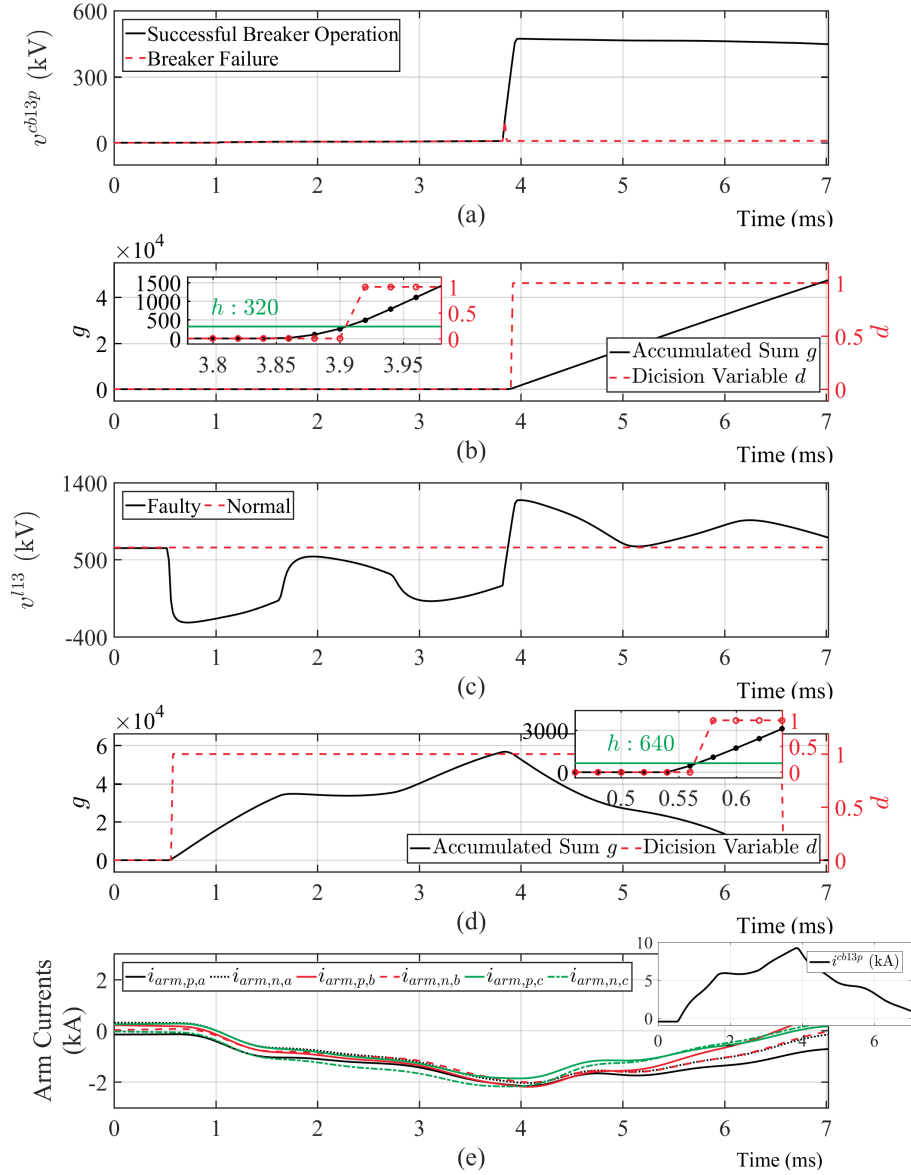 600
300
0
v^{cb13p} (kV)
Successful Breaker Operation
Breaker Failure
0 1 2 3 4 5 6 7
(a)
Time (ms)
×10^4
4
2
0
g
1500
1000
500
0
h : 320
1
0.5
0
3.8 3.85 3.9 3.95
1
0.5
0
d
Accumulated Sum g
Dicision Variable d
0 1 2 3 4 5 6 7
(b)
Time (ms)
1400
500
-400
v^{l13} (kV)
Faulty Normal
0 1 2 3 4 5 6 7
(c)
Time (ms)
×10^4
6
4
2
0
g
3000
0
h : 640
1
0.5
0
0.5 0.55 0.6
1
0.5
0
d
Accumulated Sum g Dicision Variable d
0 1 2 3 4 5 6 7
(d)
Time (ms)
2
0
-2
Arm Currents
(kA)
i_{arm,p,a} i_{arm,n,a} i_{arm,p,b} i_{arm,n,b} i_{arm,p,c} i_{arm,n,c}
10
5
0
i^{cb13p} (kA)
0 2 4 6
0 1 2 3 4 5 6 7
(e)
Time (ms)